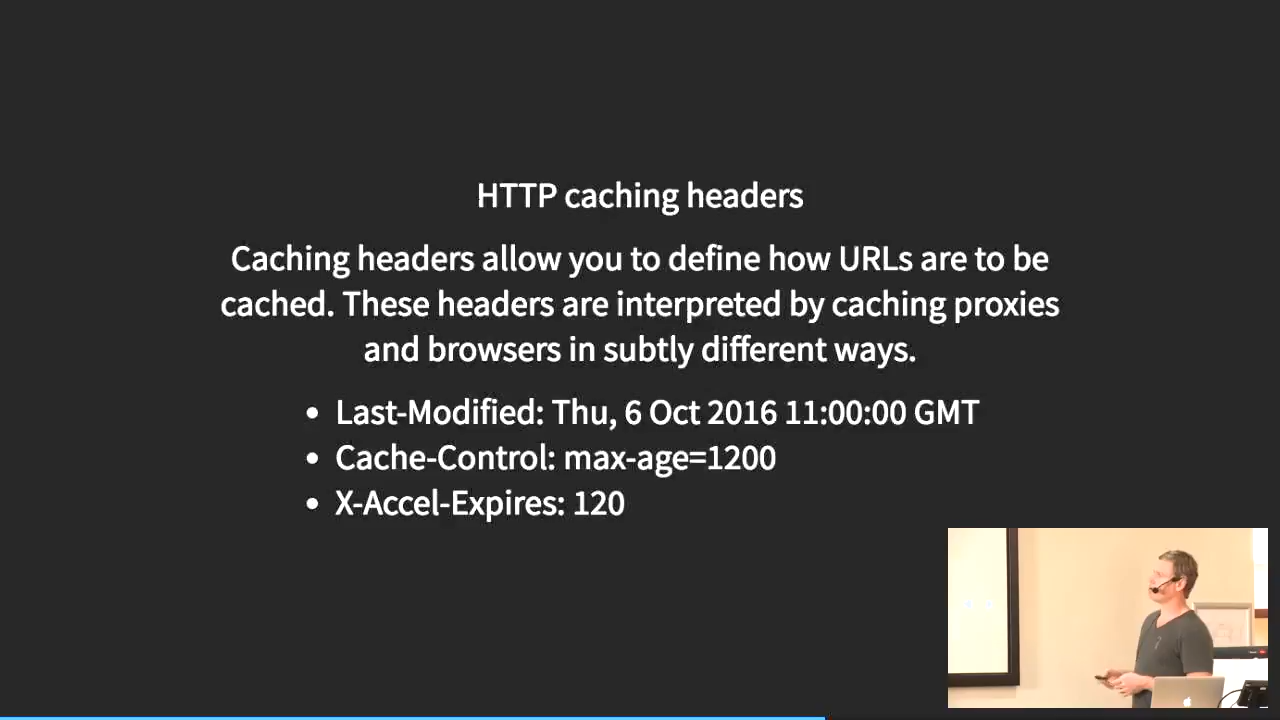 HTTP caching headers
Caching headers allow you to define how URLs are to be
cached. These headers are interpreted by caching proxies
and browsers in subtly different ways.
• Last-Modified: Thu, 6 Oct 2016 11:00:00 GMT
• Cache-Control: max-age=1200
• X-Accel-Expires: 120